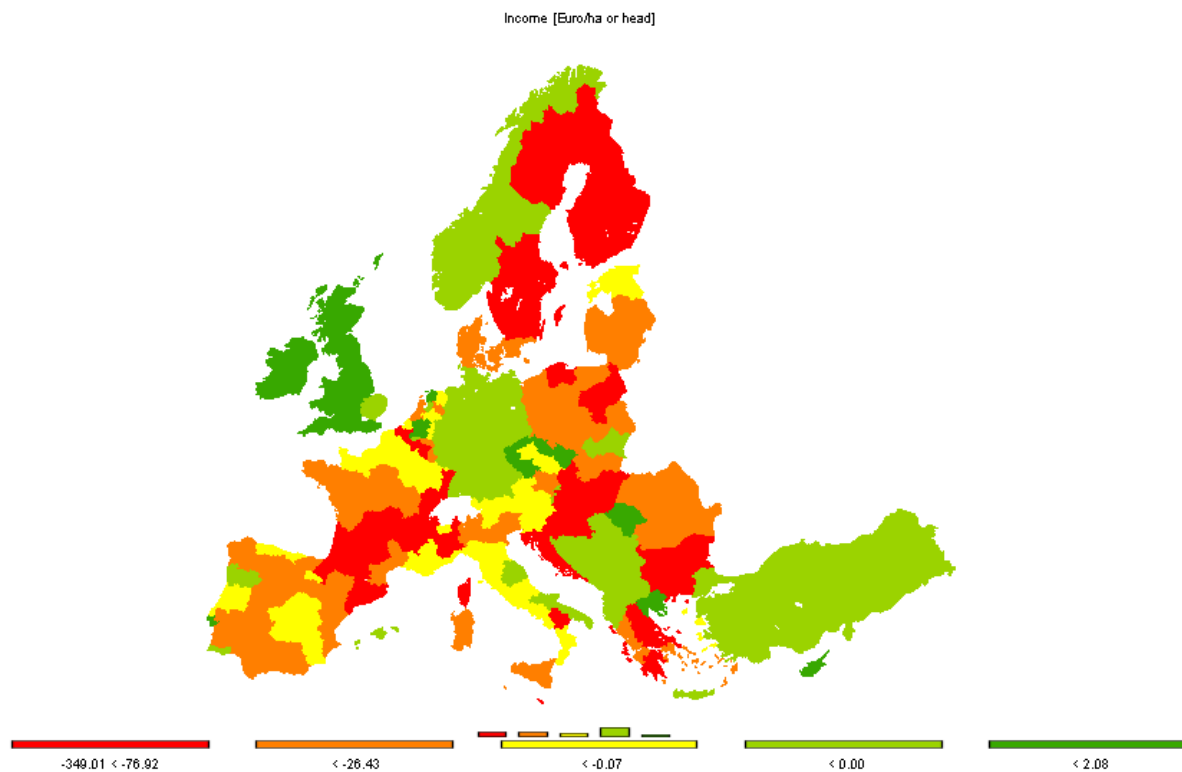 Income [Euro/ha or head]
-349.01 < -76.92 < -26.43 < -0.07 < 0.00 < 2.08